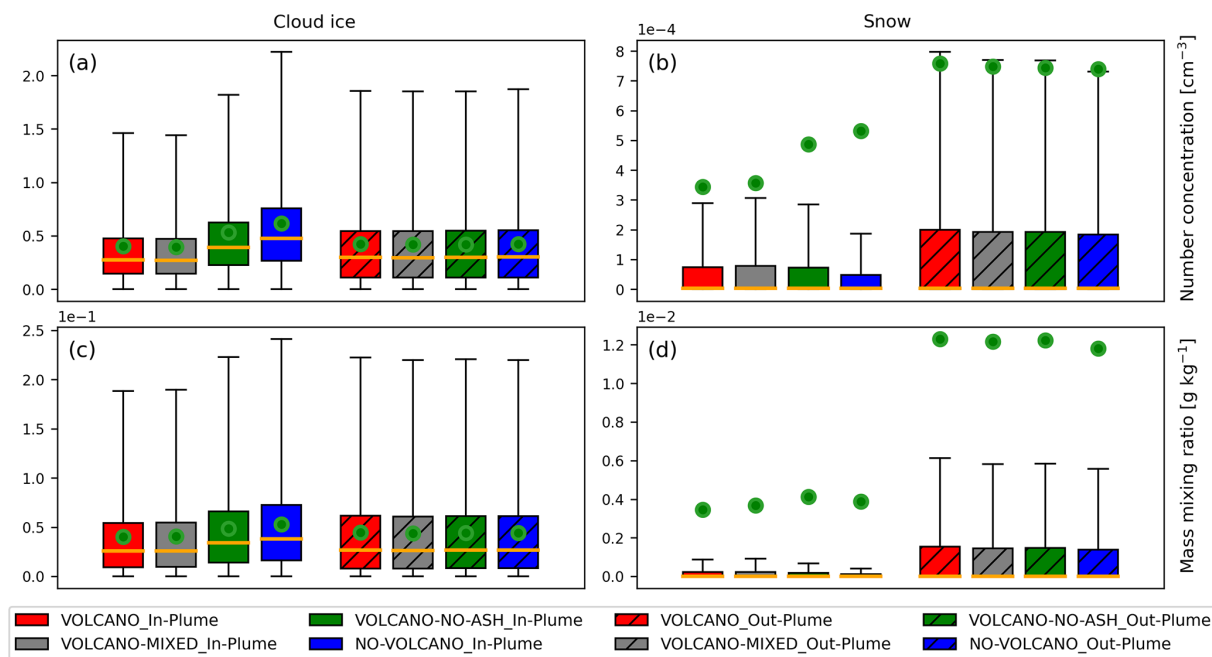 Cloud ice
Snow
(a)
2.0
1.5
1.0
0.5
0.0
1e−4
(b)
8
7
6
5
4
3
2
1
0
Number concentration [cm⁻³]
1e−1
(c)
2.5
2.0
1.5
1.0
0.5
0.0
1e−2
(d)
1.2
1.0
0.8
0.6
0.4
0.2
0.0
Mass mixing ratio [g kg⁻¹]
VOLCANO_In-Plume
VOLCANO-NO-ASH_In-Plume
VOLCANO_Out-Plume
VOLCANO-NO-ASH_Out-Plume
VOLCANO-MIXED_In-Plume
NO-VOLCANO_In-Plume
VOLCANO-MIXED_Out-Plume
NO-VOLCANO_Out-Plume